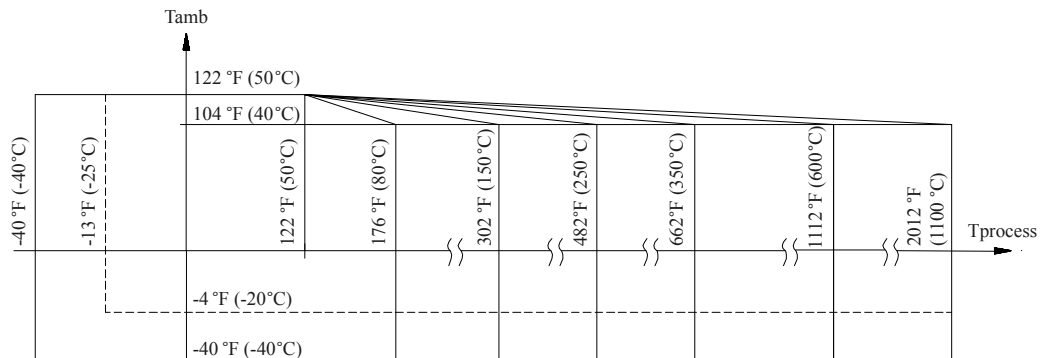 Tamb
122 °F (50°C)
104 °F (40°C)
-40 °F (-40°C)
-13 °F (-25°C)
122 °F (50°C)
176 °F (80°C)
302 °F (150°C)
482°F (250°C)
662°F (350°C)
1112°F (600°C)
2012 °F
(1100 °C)
Tprocess
-4 °F (-20°C)
-40 °F (-40°C)